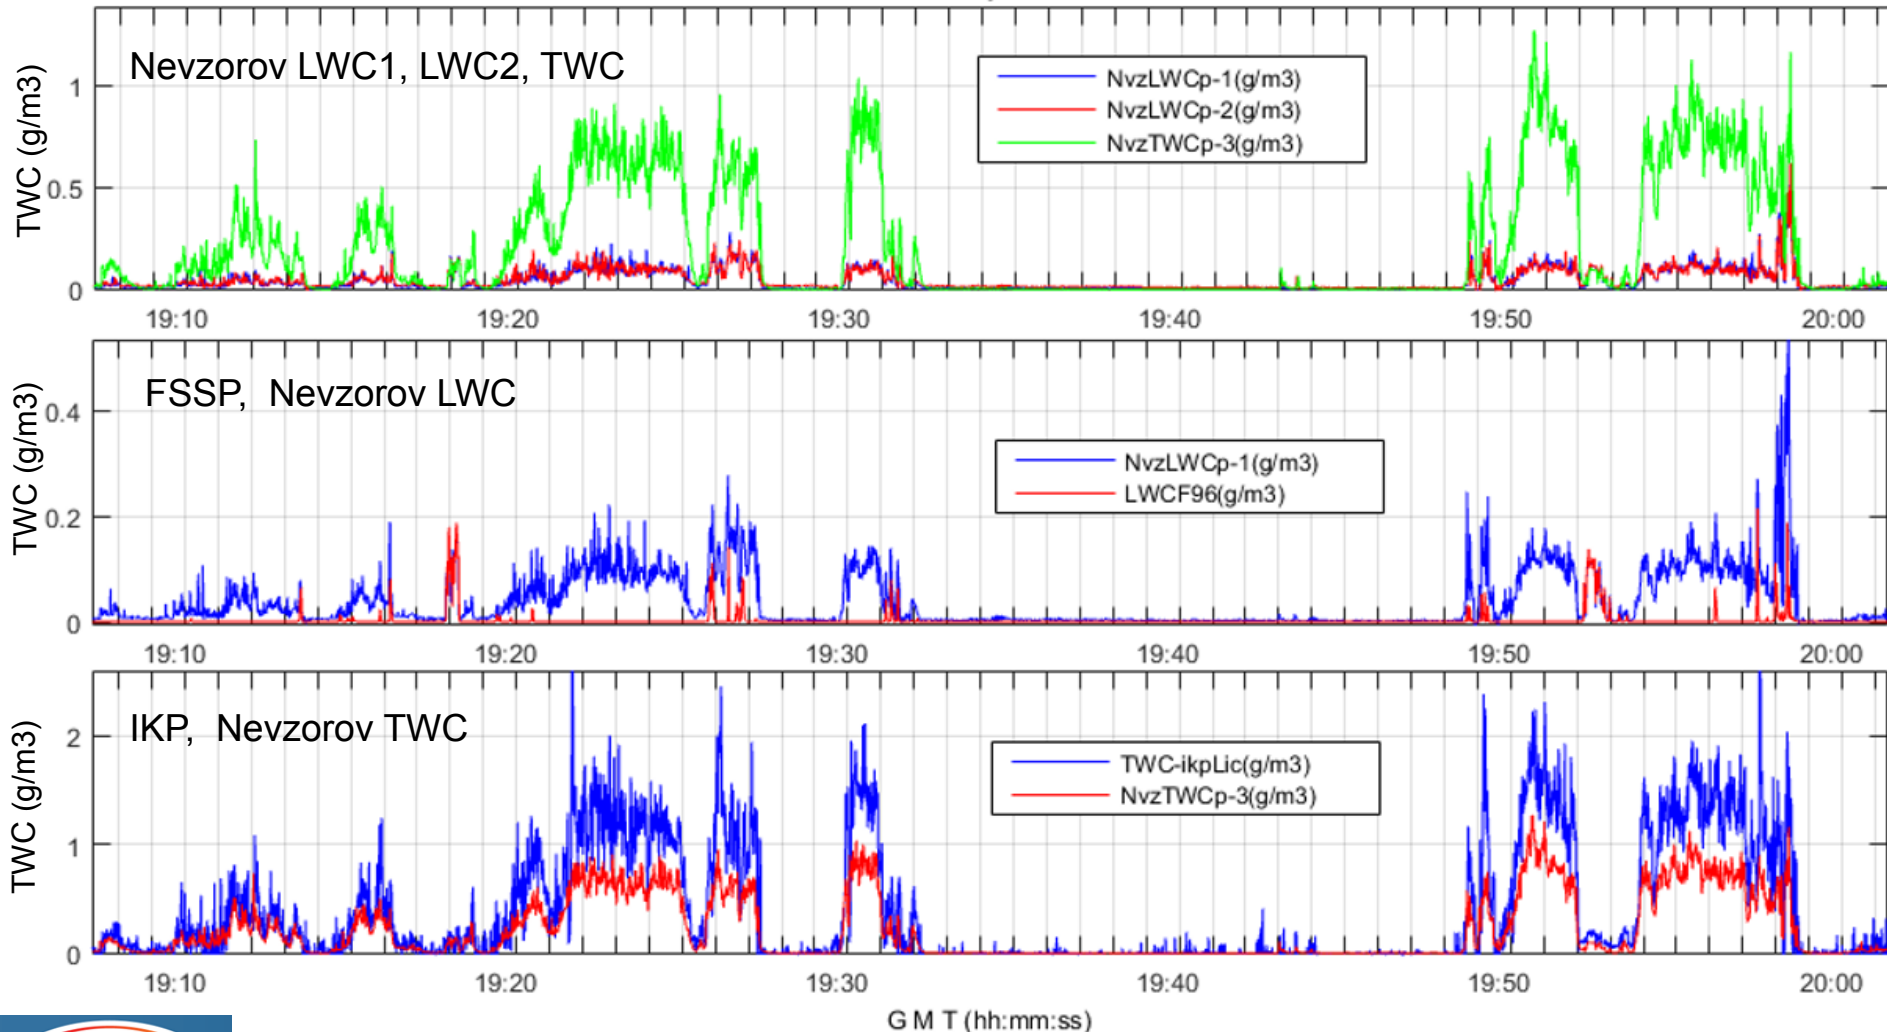 Nevzorov LWC1, LWC2, TWC
NvzLWCp-1(g/m3)
NvzLWCp-2(g/m3)
NvzTWCp-3(g/m3)
TWC (g/m3)
1
0.5
0
19:10 19:20 19:30 19:40 19:50 20:00
FSSP, Nevzorov LWC
NvzLWCp-1(g/m3)
LWCF96(g/m3)
TWC (g/m3)
0.4
0.2
0
19:10 19:20 19:30 19:40 19:50 20:00
IKP, Nevzorov TWC
TWC-ikpLic(g/m3)
NvzTWCp-3(g/m3)
TWC (g/m3)
2
1
0
19:10 19:20 19:30 19:40 19:50 20:00
G M T (hh:mm:ss)